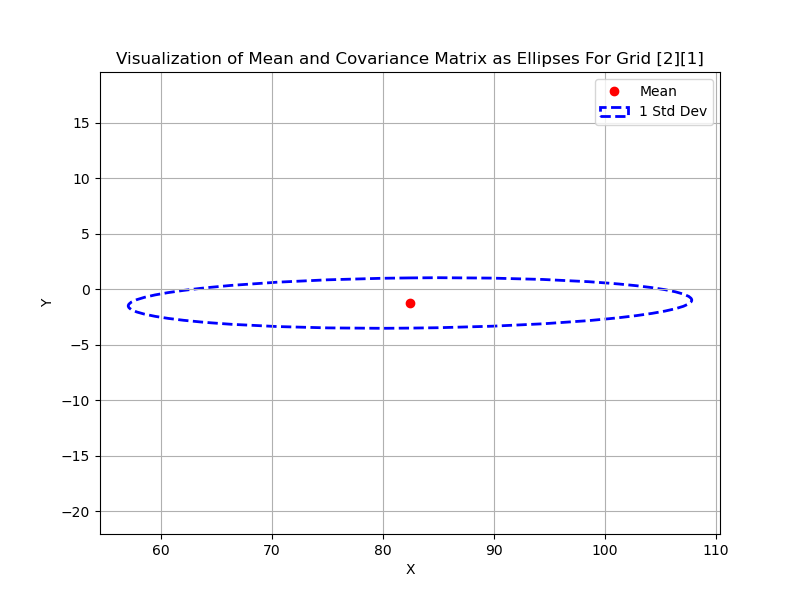 Visualization of Mean and Covariance Matrix as Ellipses For Grid [2][1]
Mean
1 Std Dev
15
10
5
0
−5
−10
−15
−20
Y
60
70
80
90
100
110
X